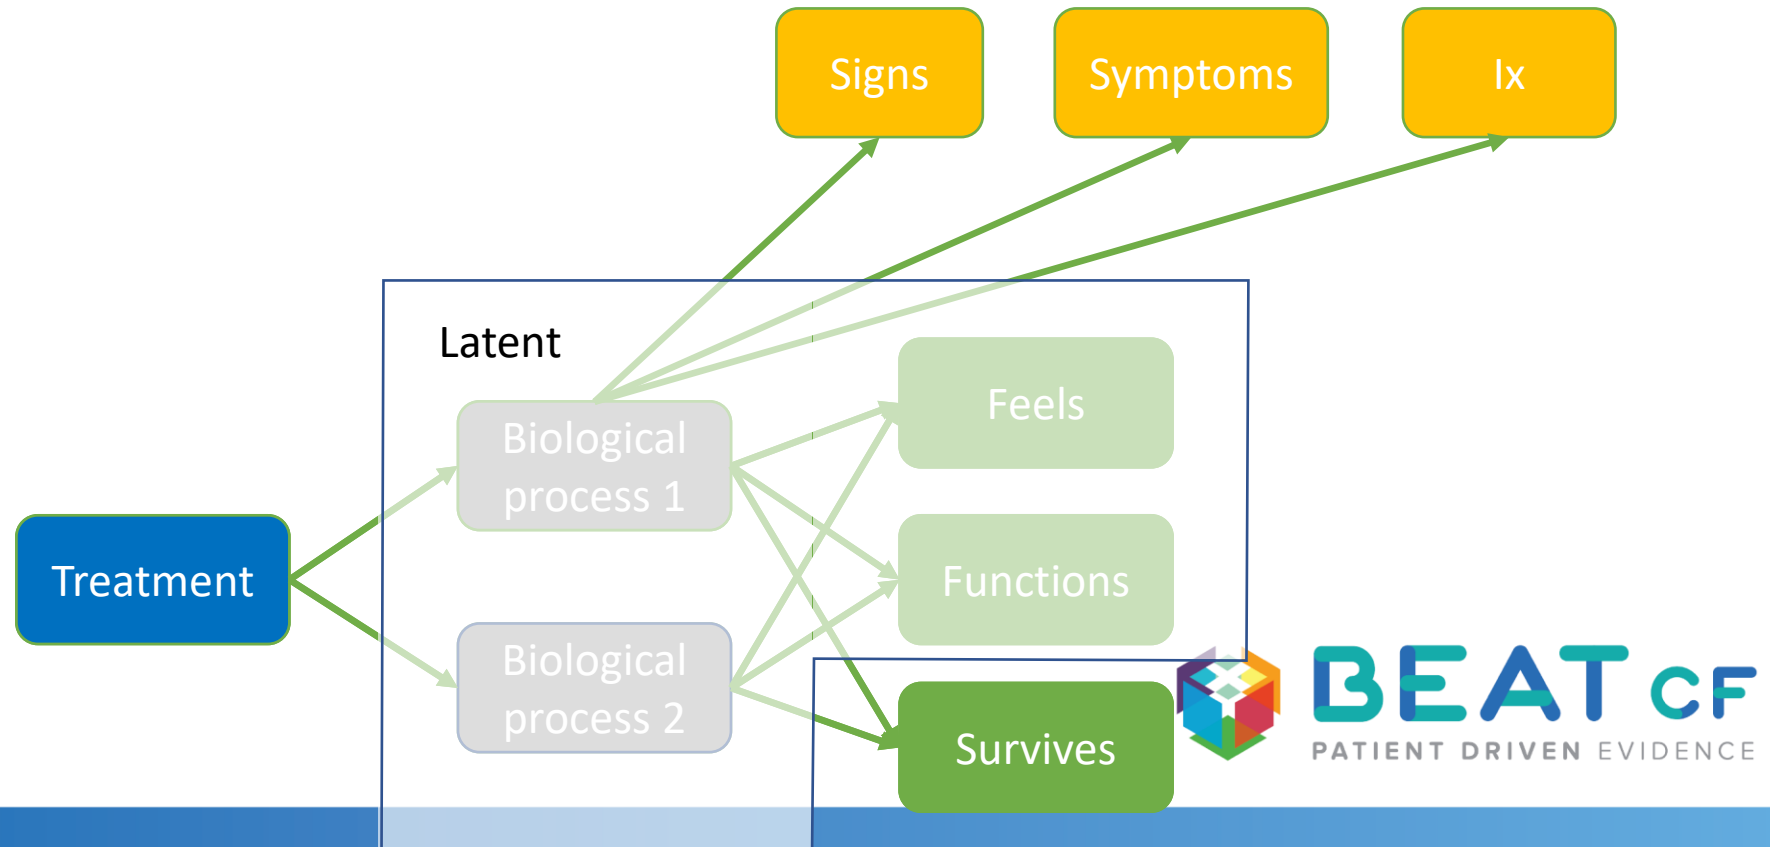 Signs
Symptoms
Ix
Latent
Feels
Biological
process 1
Treatment
Functions
Biological
process 2
Survives
BEAT CF
PATIENT DRIVEN EVIDENCE